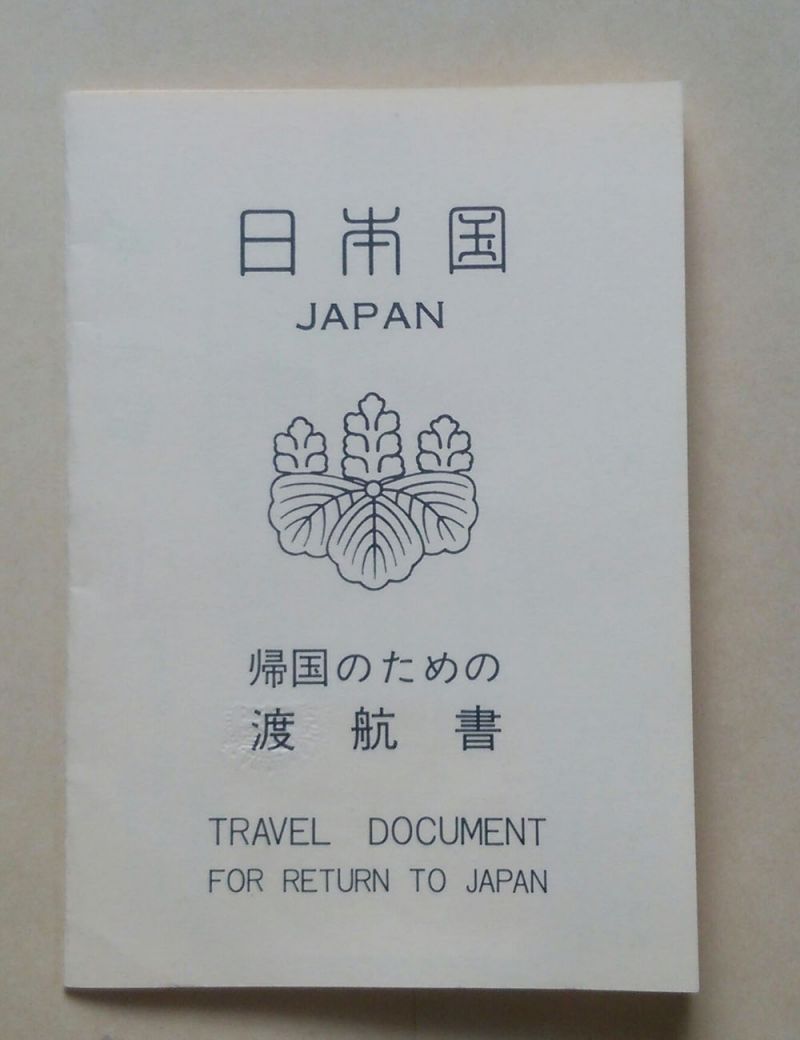 日本国
JAPAN
帰国のための
渡航書
TRAVEL DOCUMENT
FOR RETURN TO JAPAN